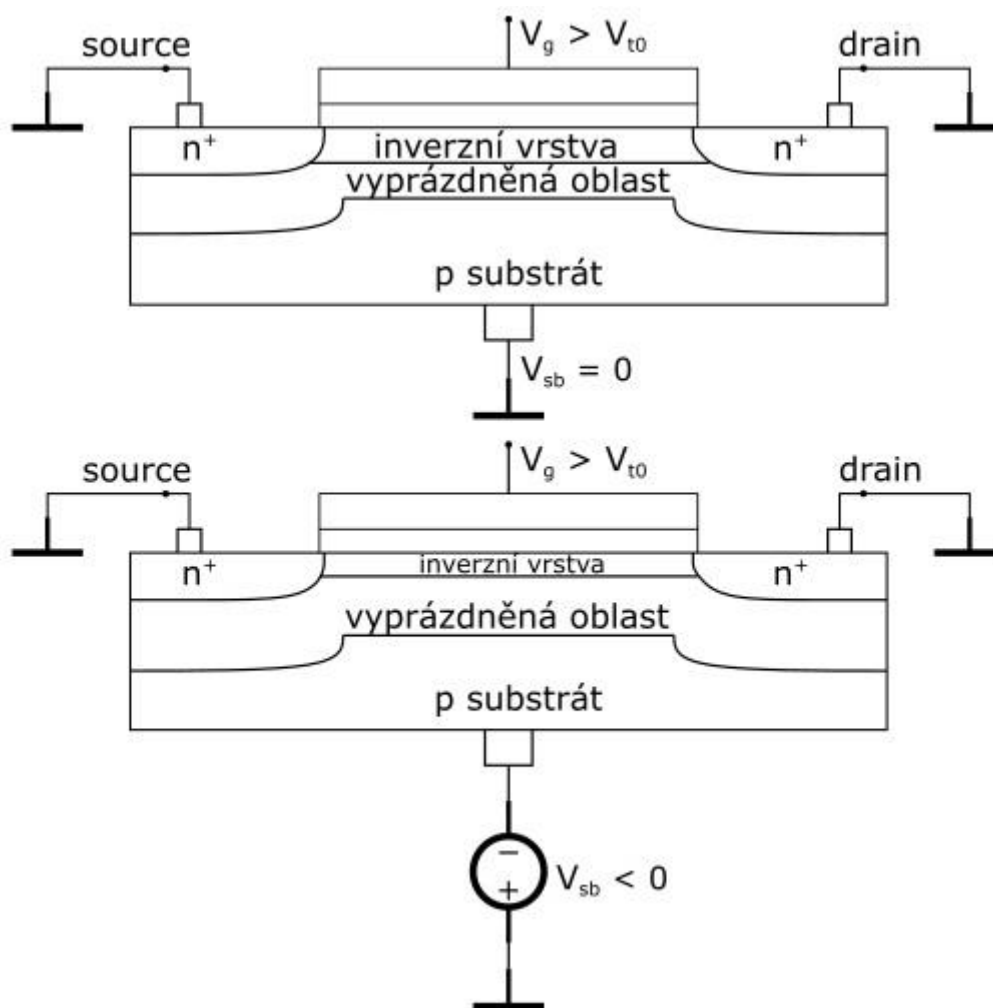 source
V_g > V_t0
drain
n⁺
inverzní vrstva
n⁺
vyprázdněná oblast
p substrát
V_sb = 0
source
V_g > V_t0
drain
n⁺
inverzní vrstva
n⁺
vyprázdněná oblast
p substrát
−
+
V_sb < 0